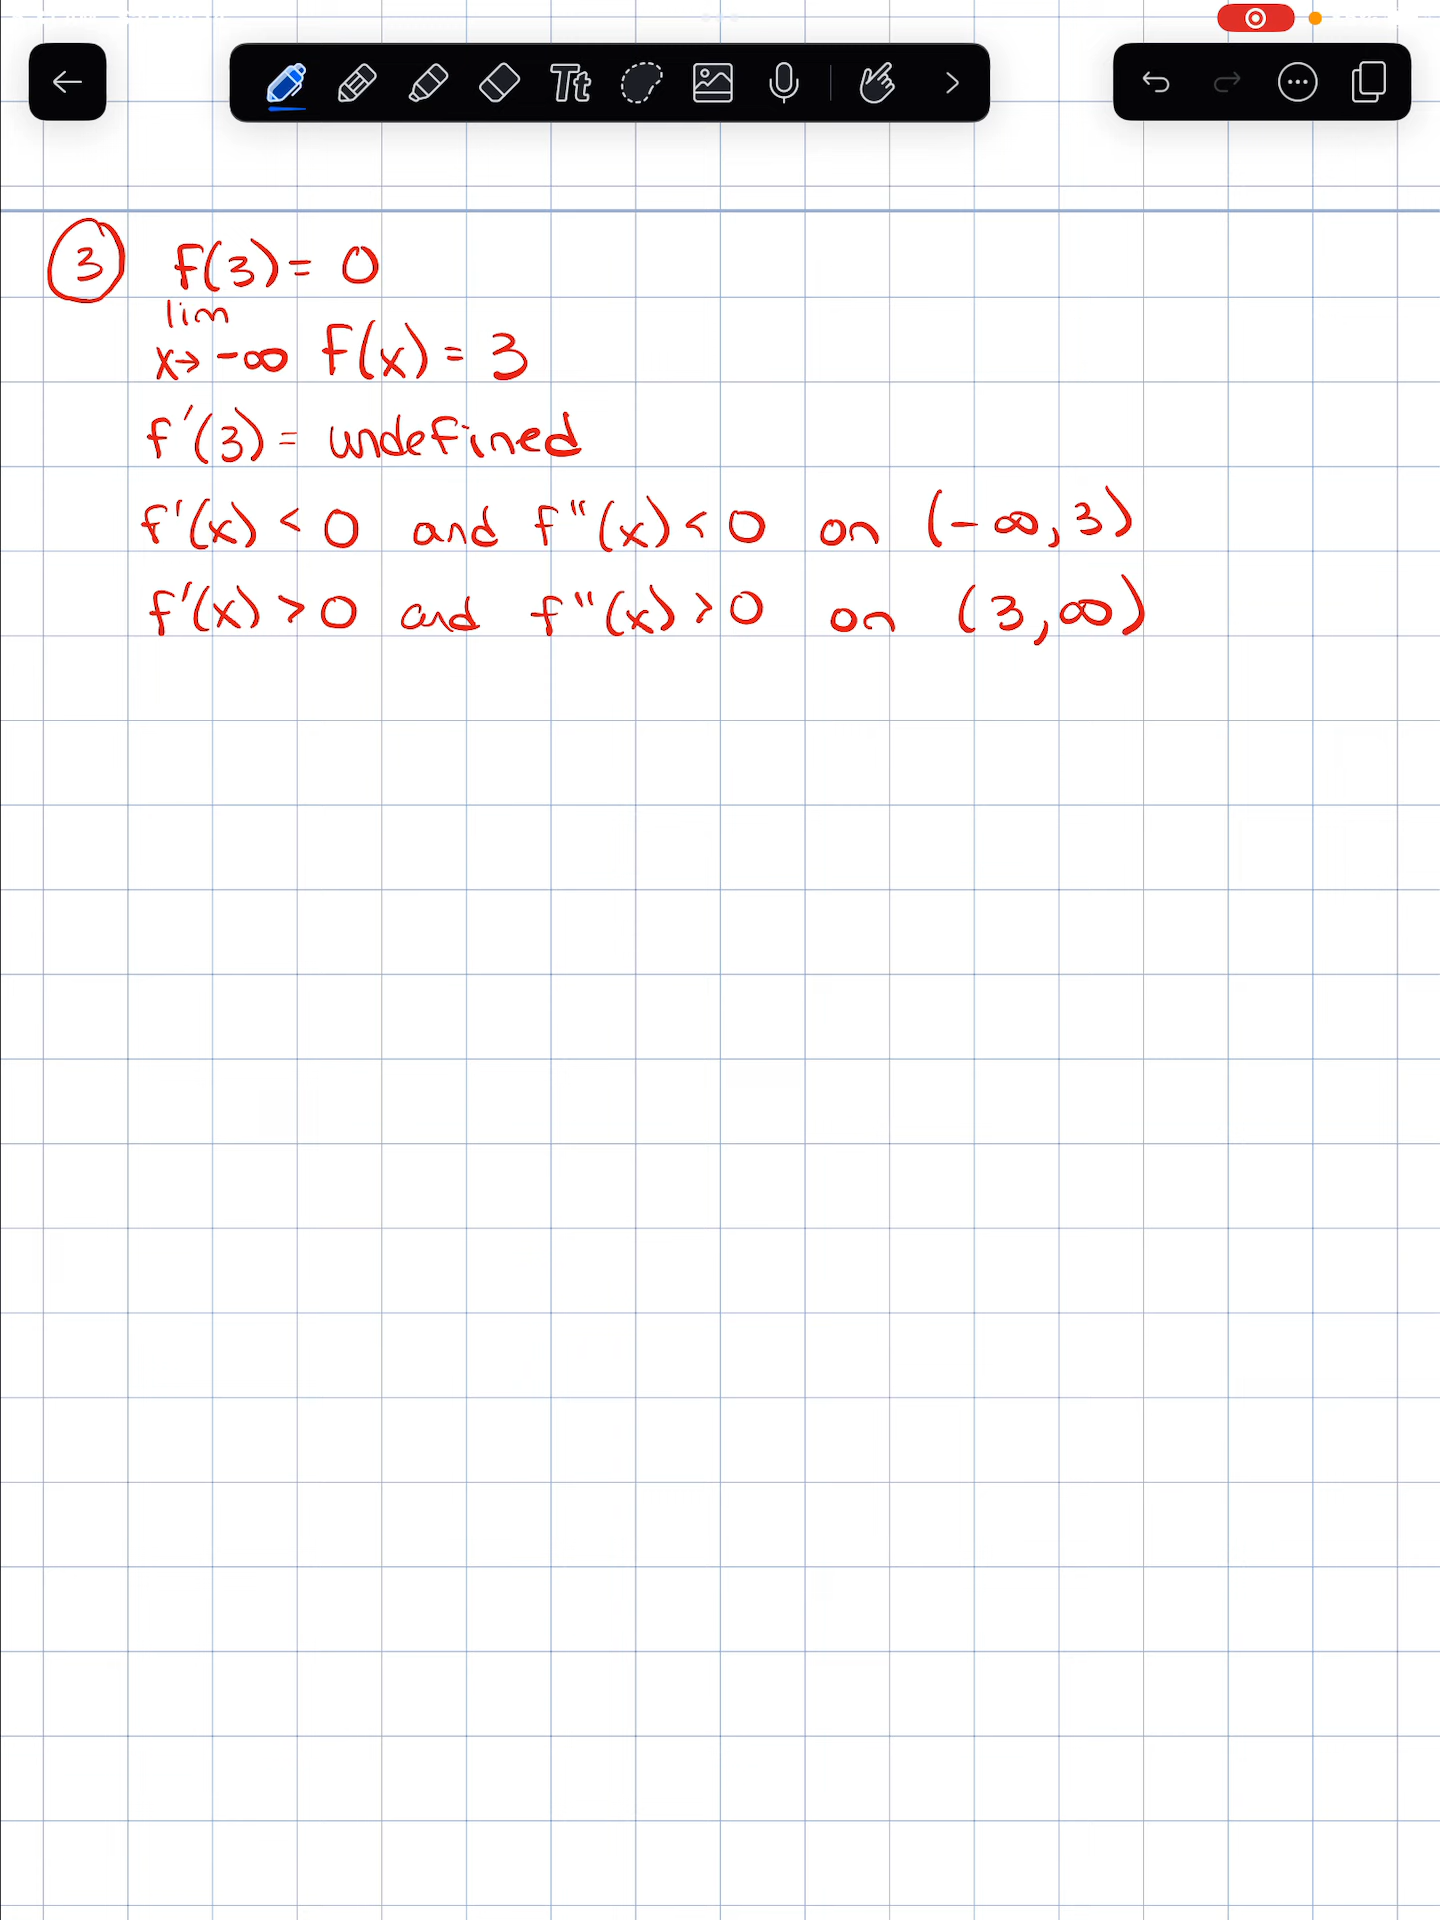 3 f(3) = 0
lim
x→ -∞ f(x) = 3
f'(3) = undefined
f'(x) < 0 and f"(x) < 0 on (-∞, 3)
f'(x) > 0 and f"(x) > 0 on (3, ∞)